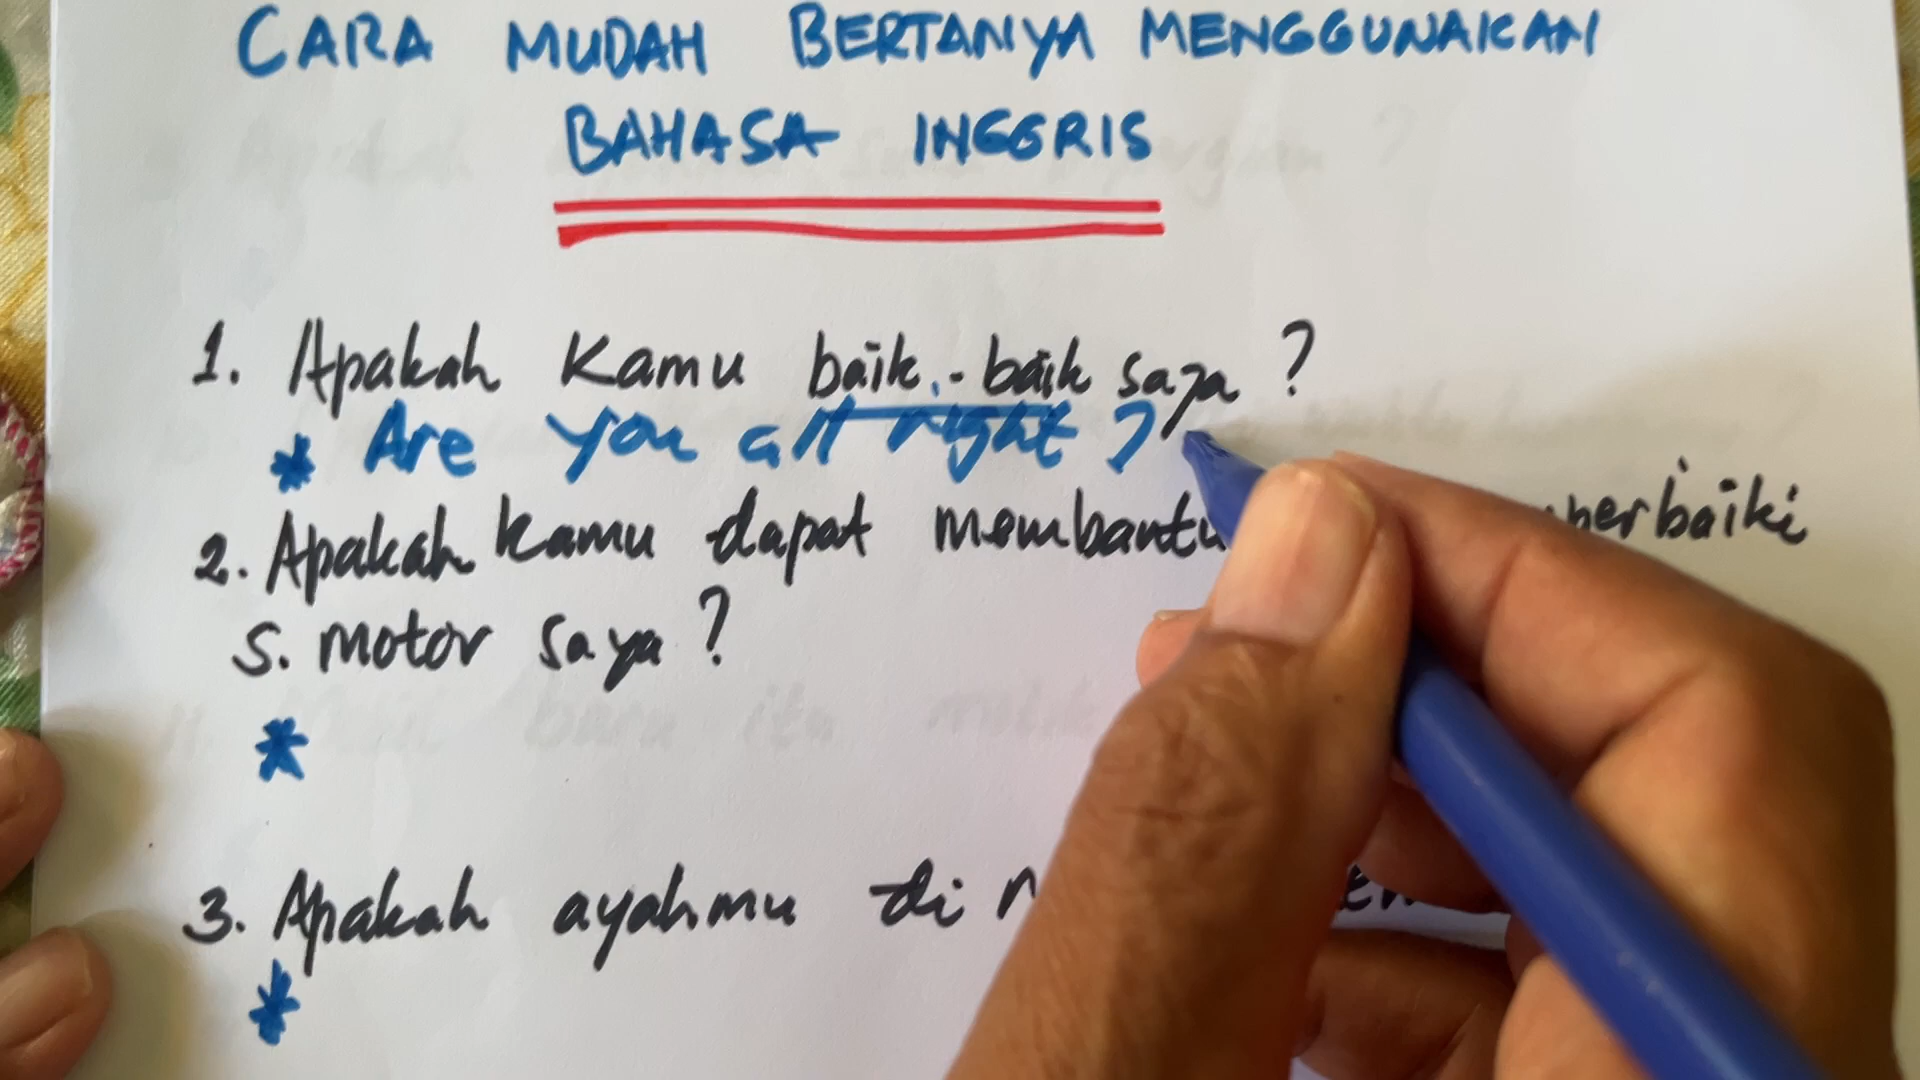 CARA MUDAH BERTANYA MENGGUNAKAN
BAHASA INGGRIS
1. Apakah kamu baik-baik saja ?
* Are you all right ?
2. Apakah kamu dapat membantu
S. motor saya ?
*
3. Apakah ayahmu di
*